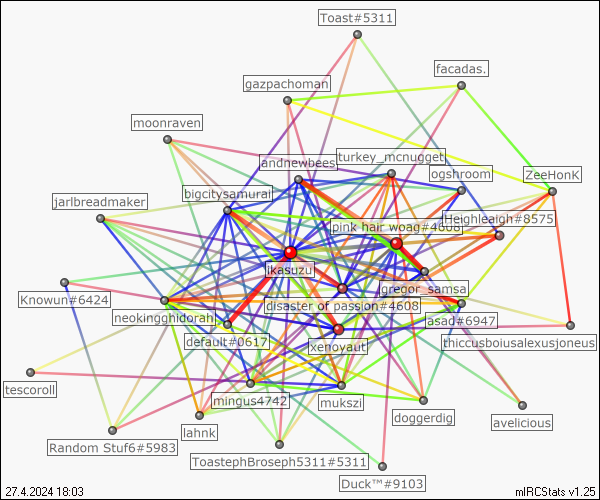 Toast#5311
facadas.
gazpachoman
moonraven
turkey_mcnugget
andnewbees
ogshroom
ZeeHonK
bigcitysamurai
jarlbreadmaker
Heighleaigh#8575
pink hair woag#4608
ikasuzu
gregor_samsa
Knowun#6424
disaster of passion#4608
neokingghidorah
asad#6947
default#0617
xenovaut
thiccusboiusalexusjoneus
tescoroll
mingus4742
mukszi
doggerdig
avelicious
lahnk
Random Stuf6#5983
ToastephBroseph5311#5311
Duck™#9103
27.4.2024 18:03
mIRCStats v1.25